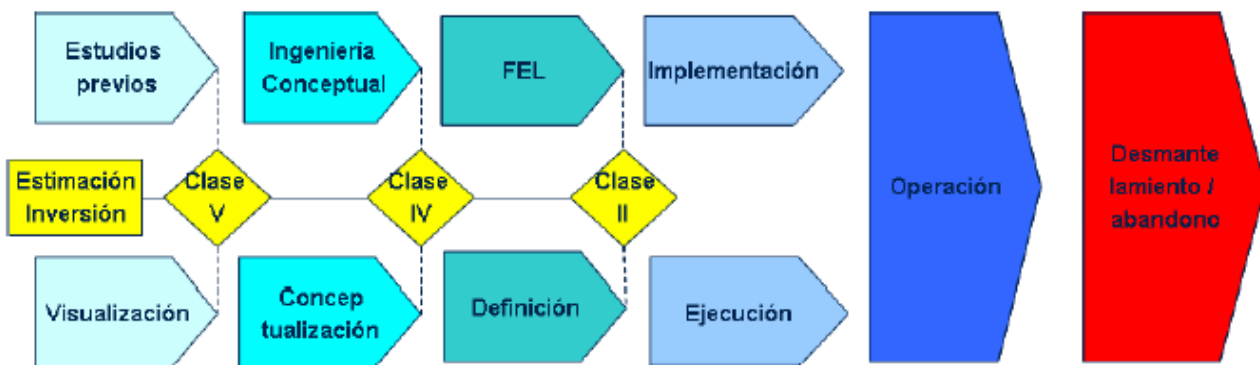 Estudios
previos
Ingeniería
Conceptual
FEL
Implementación
Estimación
Inversión
Clase
V
Clase
IV
Clase
II
Operación
Desmante
lamiento /
abandono
Visualización
Concep
tualización
Definición
Ejecución